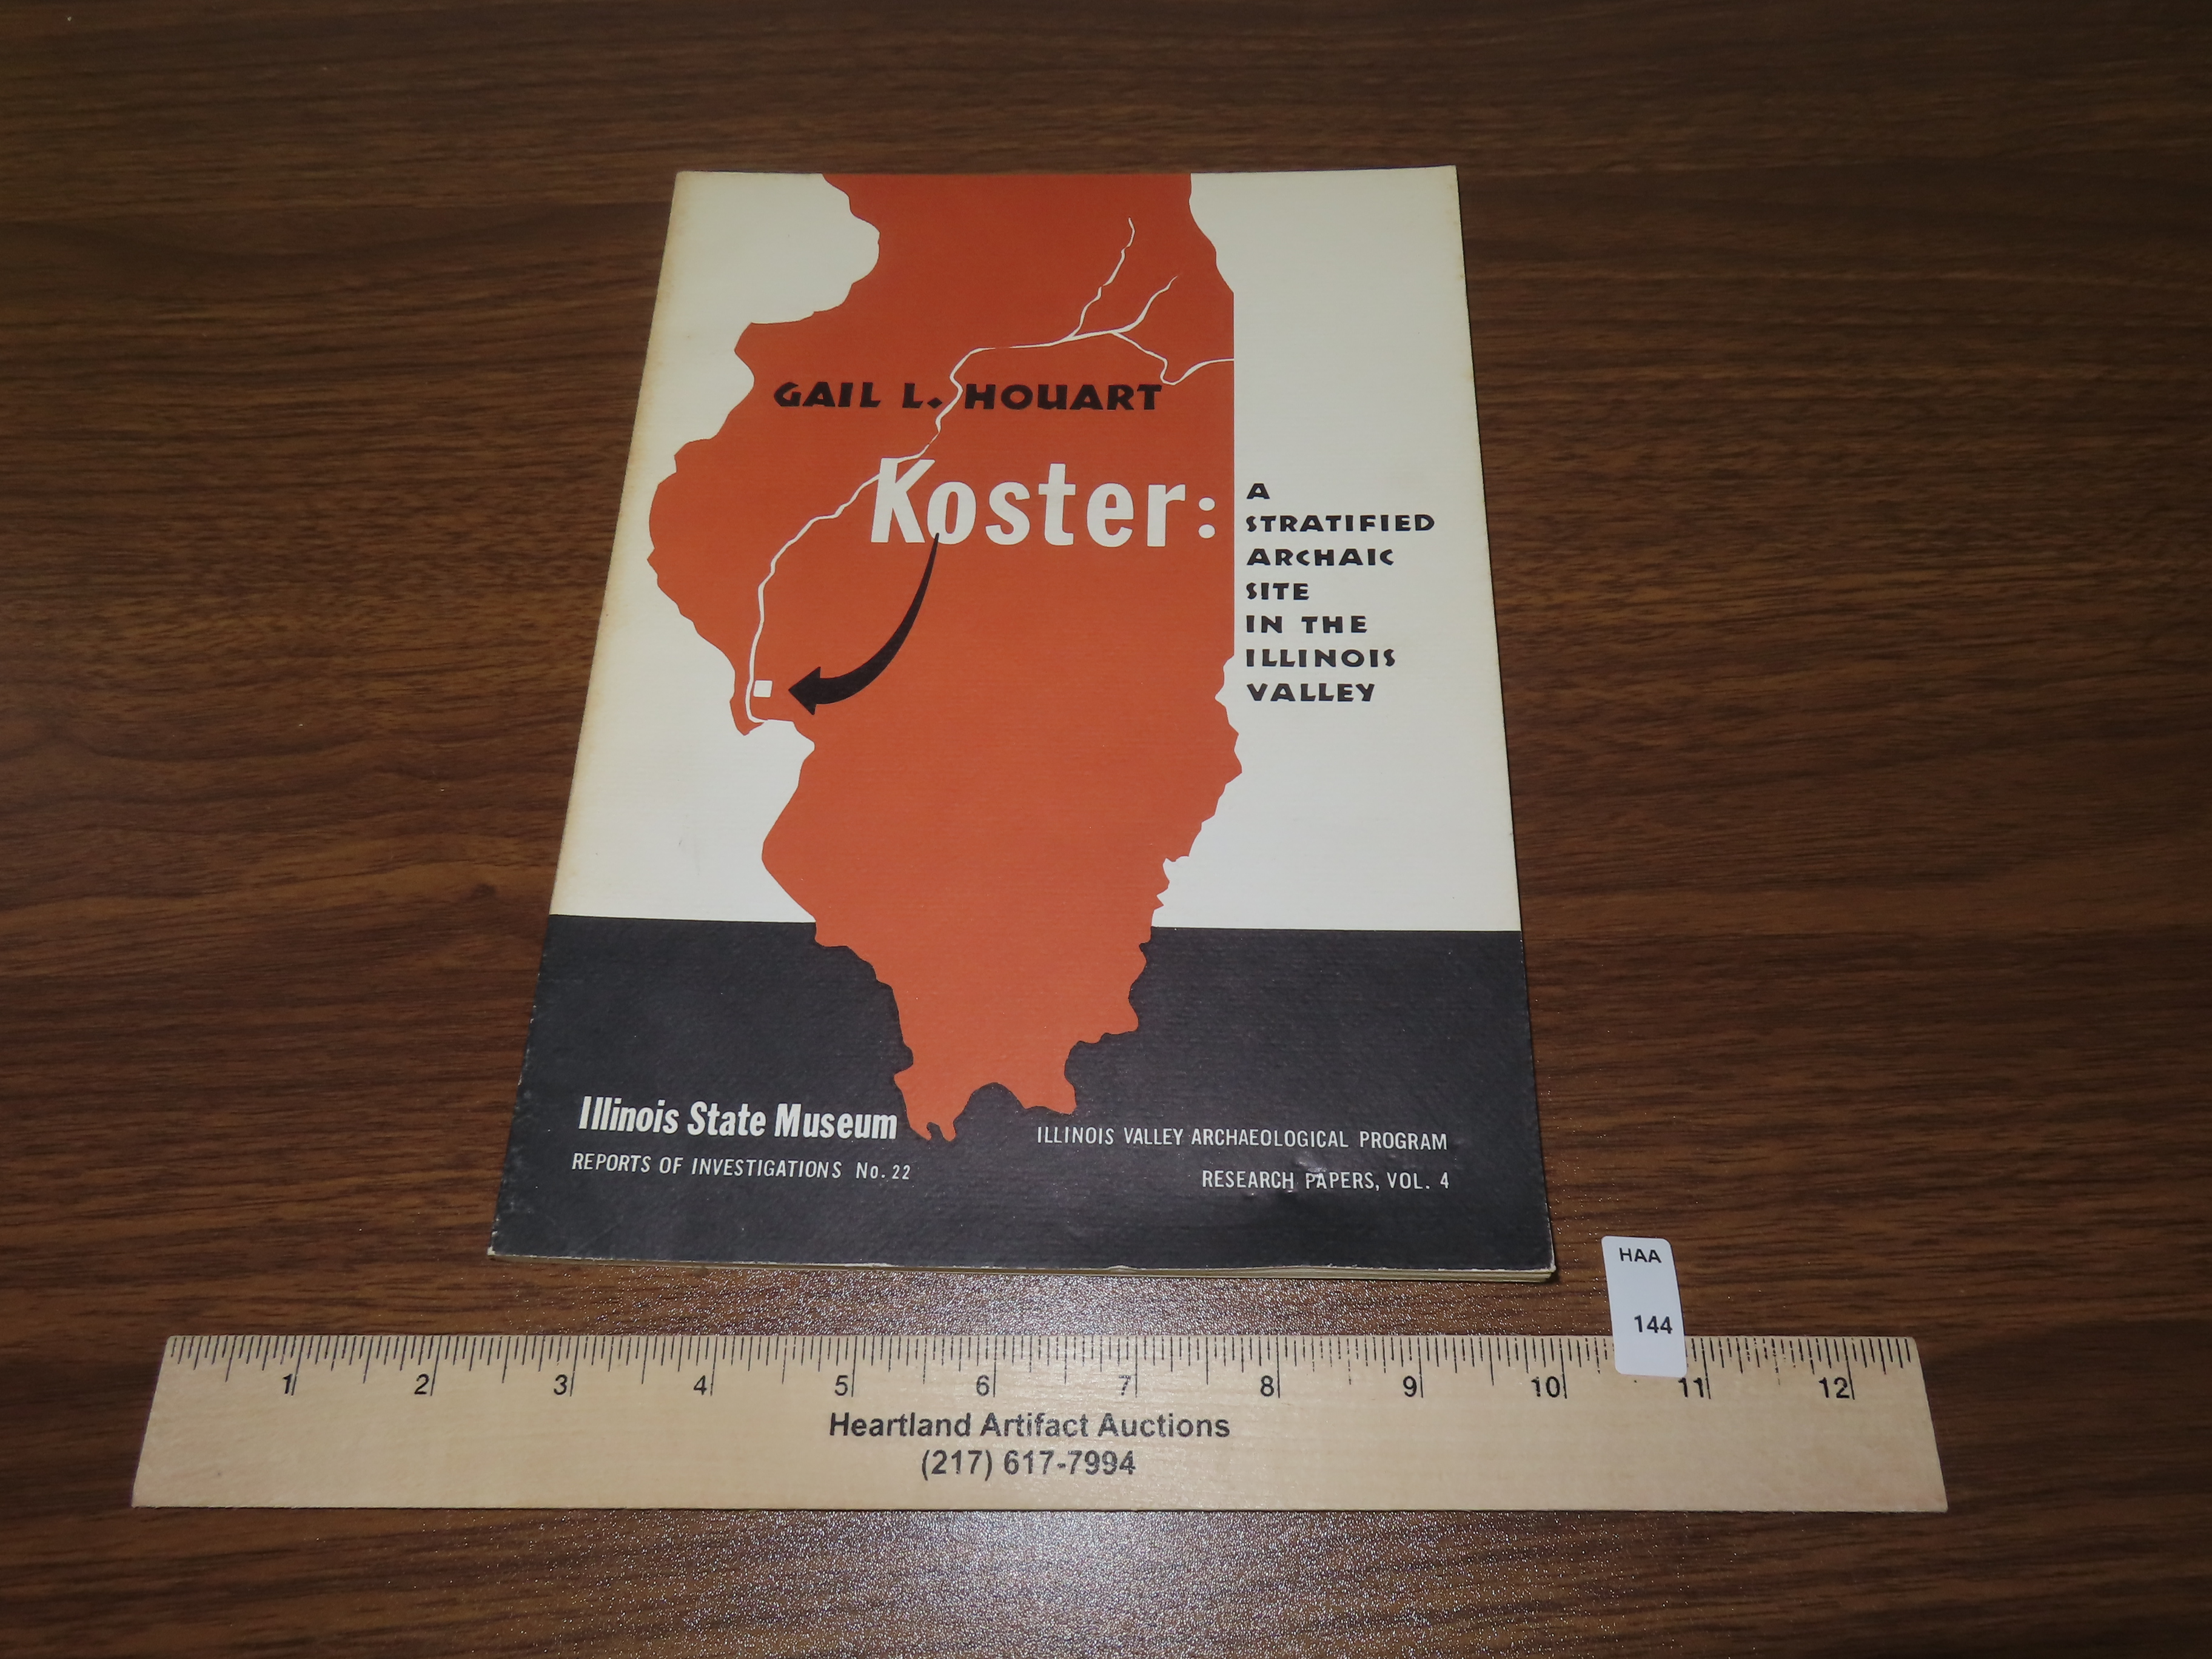 GAIL L. HOUART
Koster:
A
STRATIFIED
ARCHAIC
SITE
IN THE
ILLINOIS
VALLEY
Illinois State Museum
REPORTS OF INVESTIGATIONS No. 22
ILLINOIS VALLEY ARCHAEOLOGICAL PROGRAM
RESEARCH PAPERS, VOL. 4
HAA
144
1 2 3 4 5 6 7 8 9 10 11 12
Heartland Artifact Auctions
(217) 617-7994